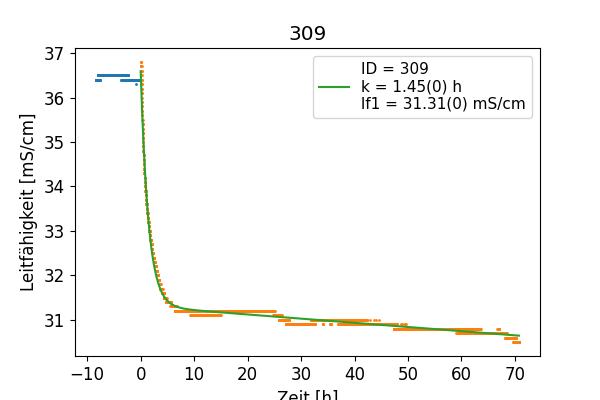 309
ID = 309
k = 1.45(0) h
lf1 = 31.31(0) mS/cm
Leitfähigkeit [mS/cm]
37
36
35
34
33
32
31
−10 0 10 20 30 40 50 60 70
Zeit [h]